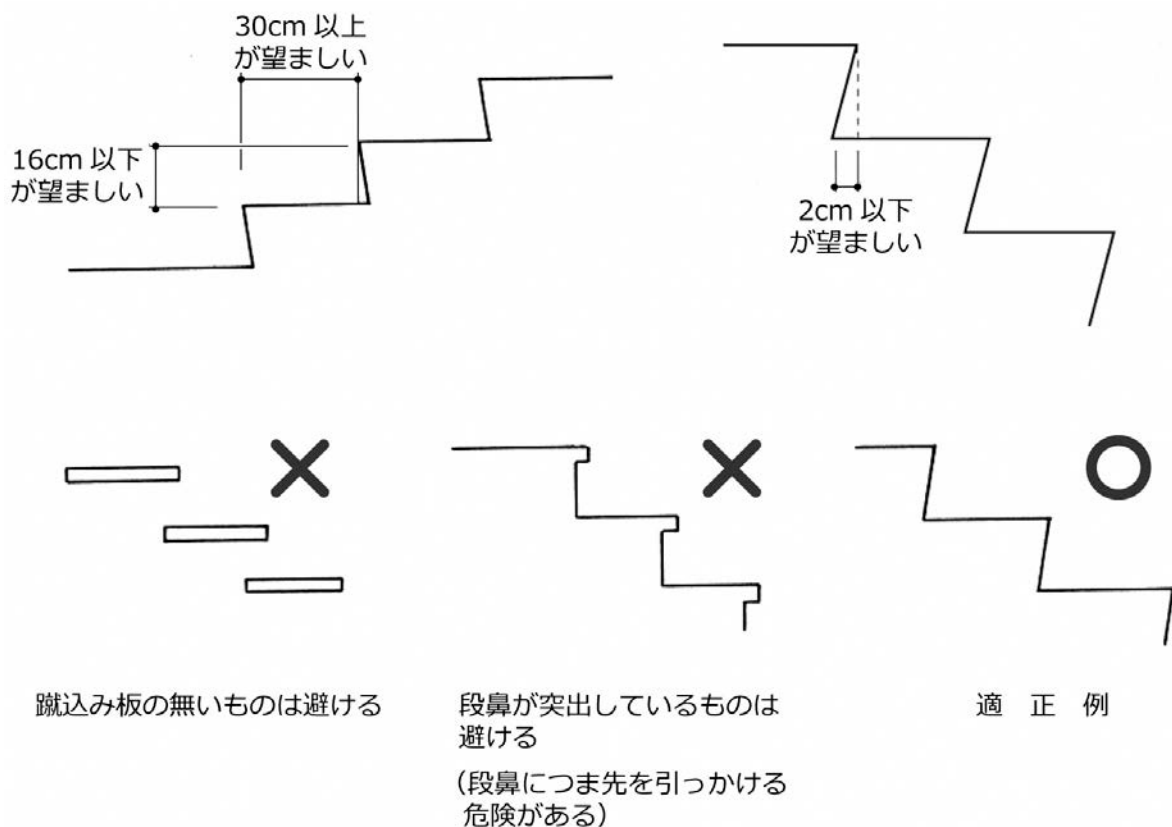 30cm 以上
が望ましい
16cm 以下
が望ましい
2cm 以下
が望ましい
蹴込み板の無いものは避ける
段鼻が突出しているものは
避ける
(段鼻につま先を引っかける
危険がある)
適 正 例